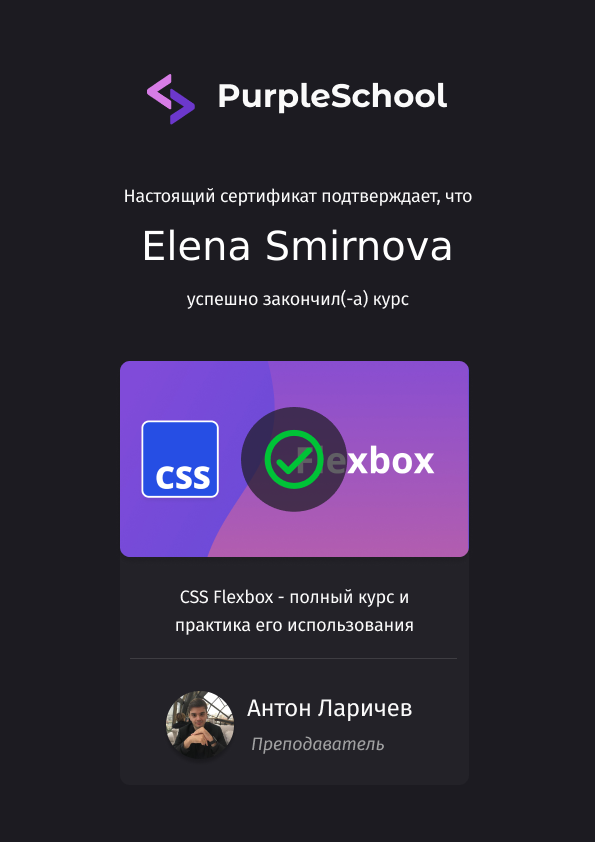 PurpleSchool
Настоящий сертификат подтверждает, что
Elena Smirnova
успешно закончил(-а) курс
CSS
Flexbox
CSS Flexbox - полный курс и
практика его использования
Антон Ларичев
Преподаватель